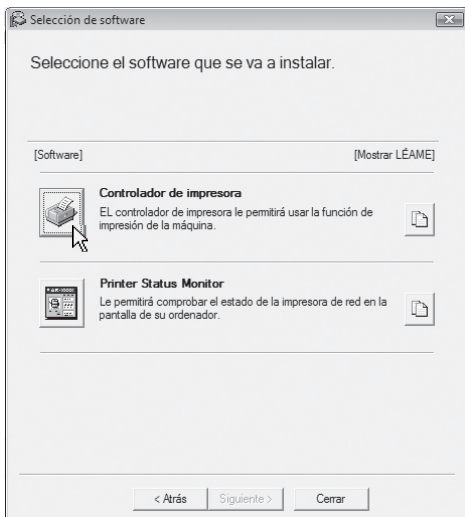 Selección de software
Seleccione el software que se va a instalar.
[Software] [Mostrar LÉAME]
Controlador de impresora
EL controlador de impresora le permitirá usar la función de
impresión de la máquina.
Printer Status Monitor
Le permitirá comprobar el estado de la impresora de red en la
pantalla de su ordenador.
< Atrás Siguiente > Cerrar